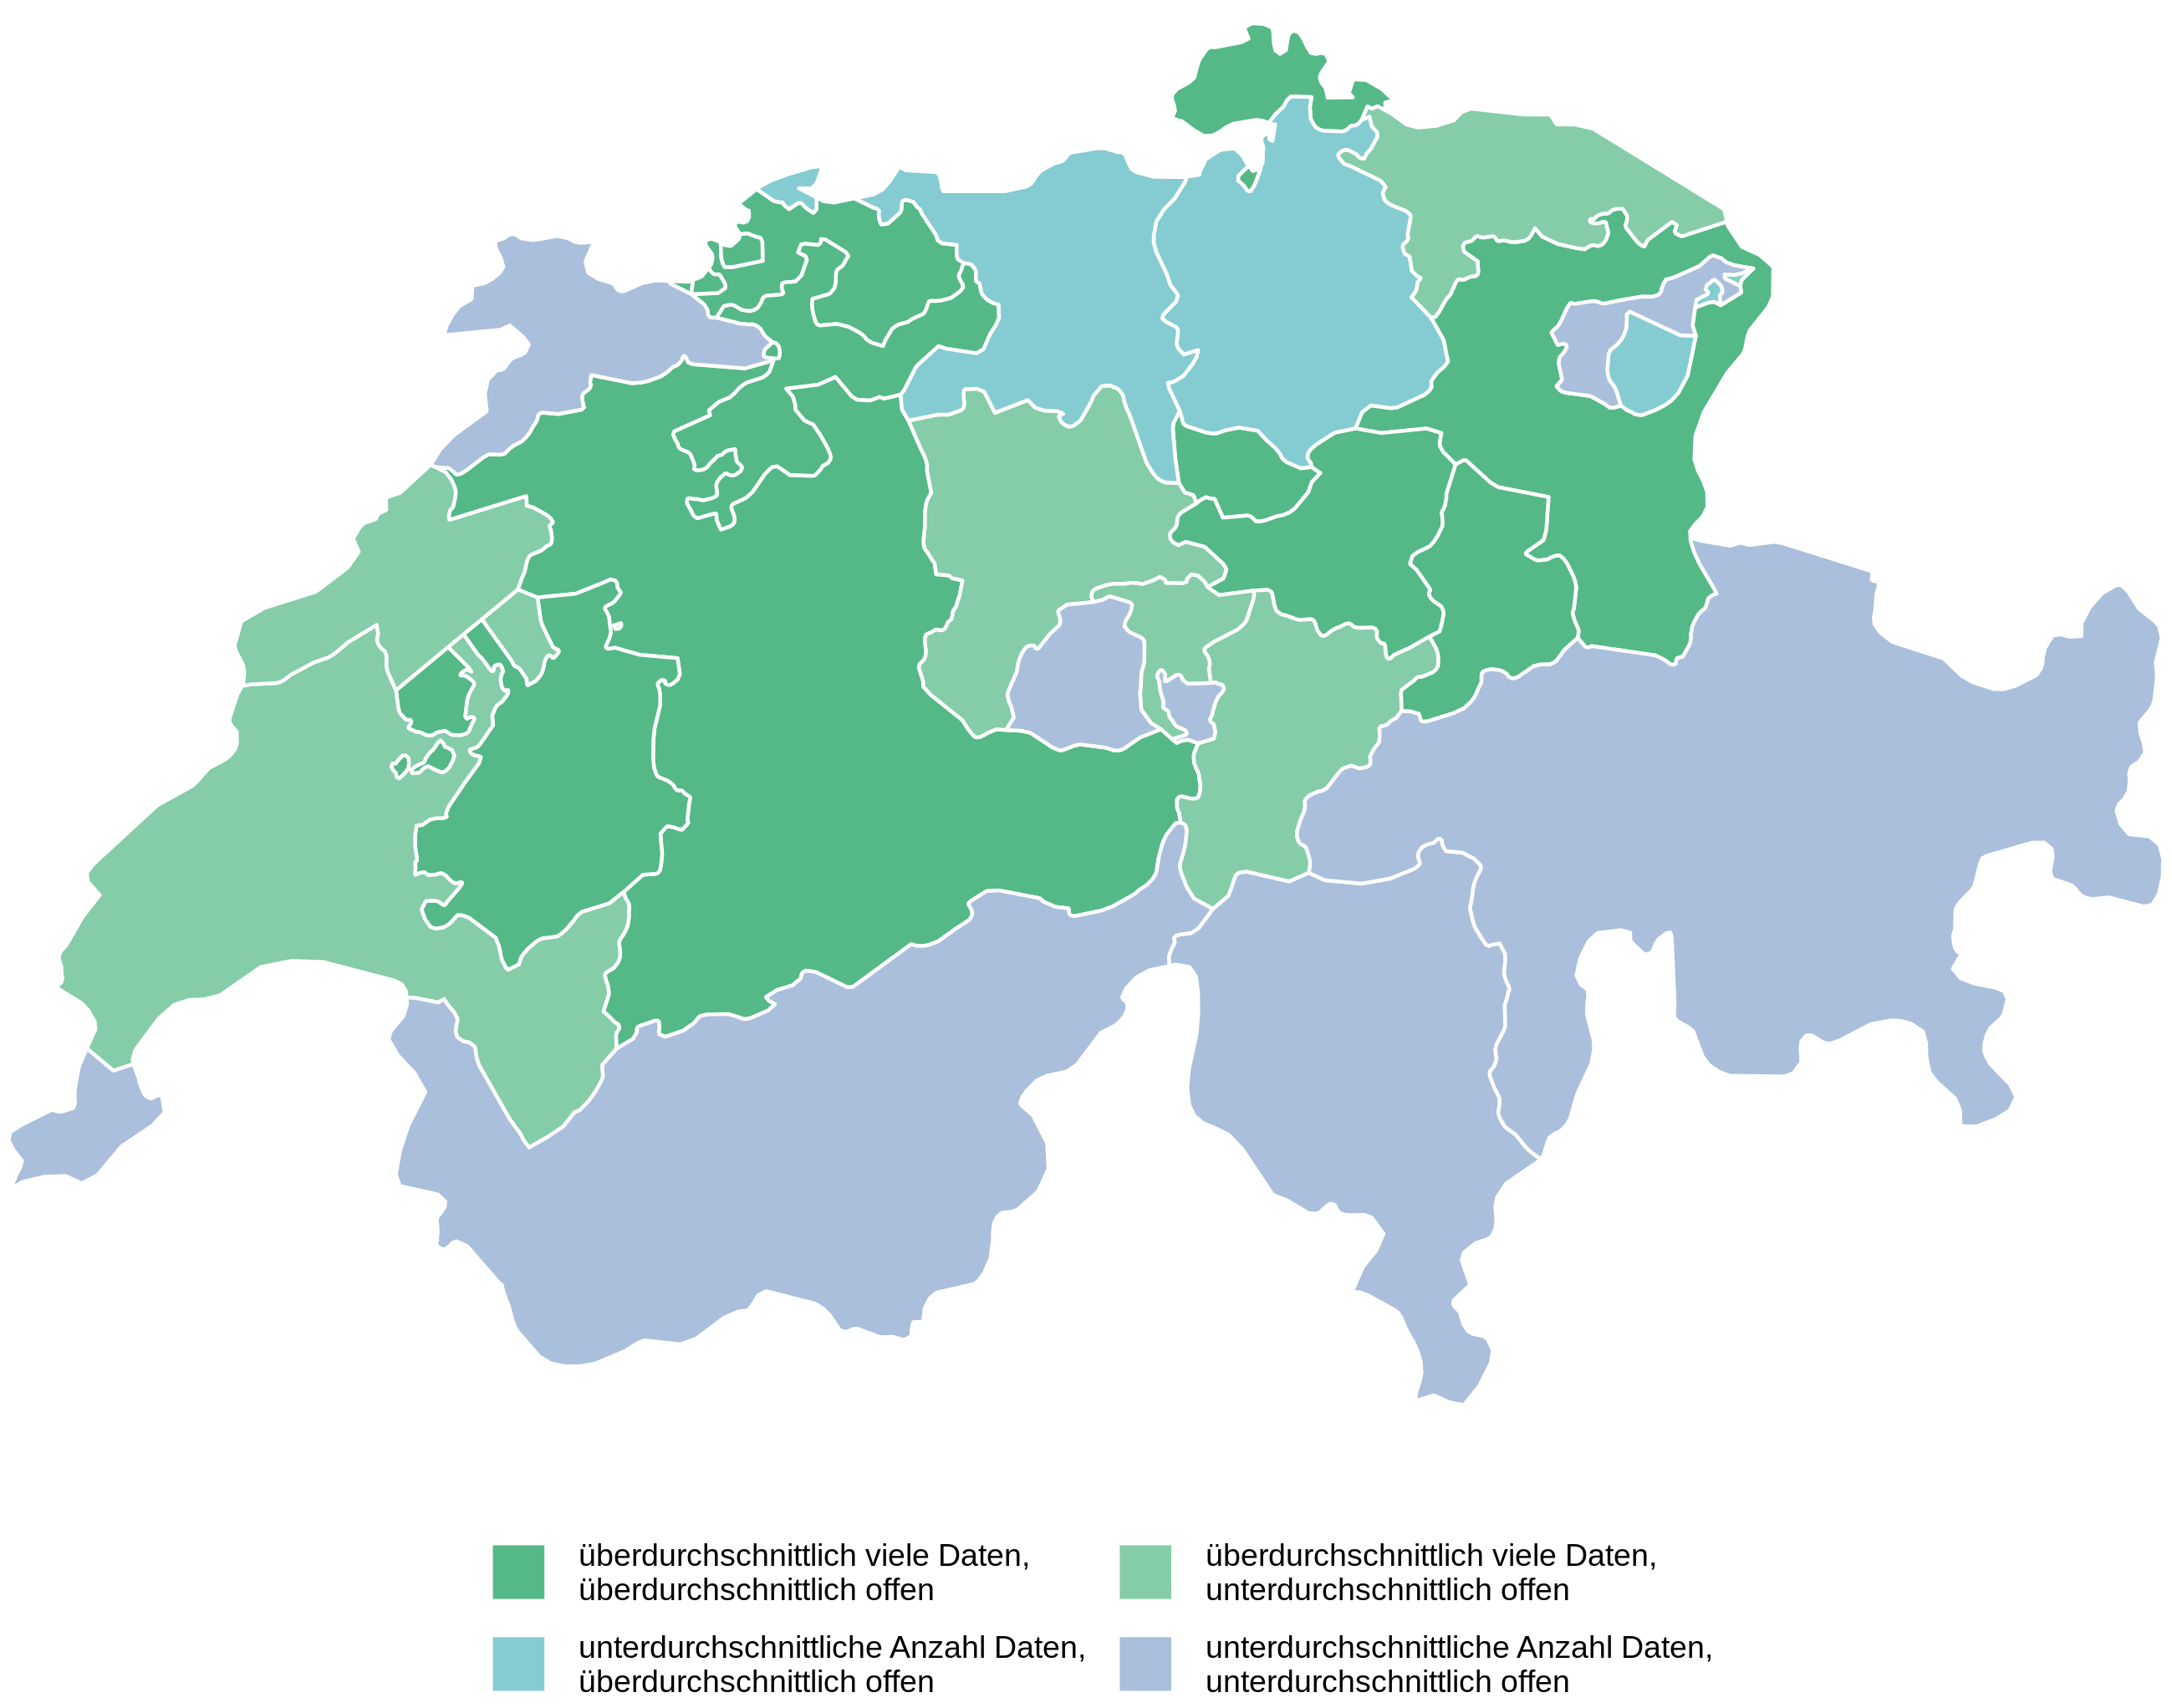 überdurchschnittlich viele Daten,
überdurchschnittlich offen
überdurchschnittlich viele Daten,
unterdurchschnittlich offen
unterdurchschnittliche Anzahl Daten,
überdurchschnittlich offen
unterdurchschnittliche Anzahl Daten,
unterdurchschnittlich offen